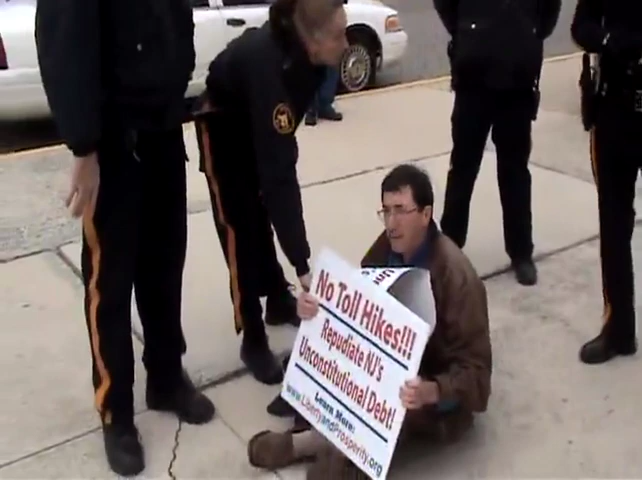 No Toll Hikes!!!
Repudiate NJ's
Unconstitutional Debt!
Learn More:
www.LibertyandProsperity.org